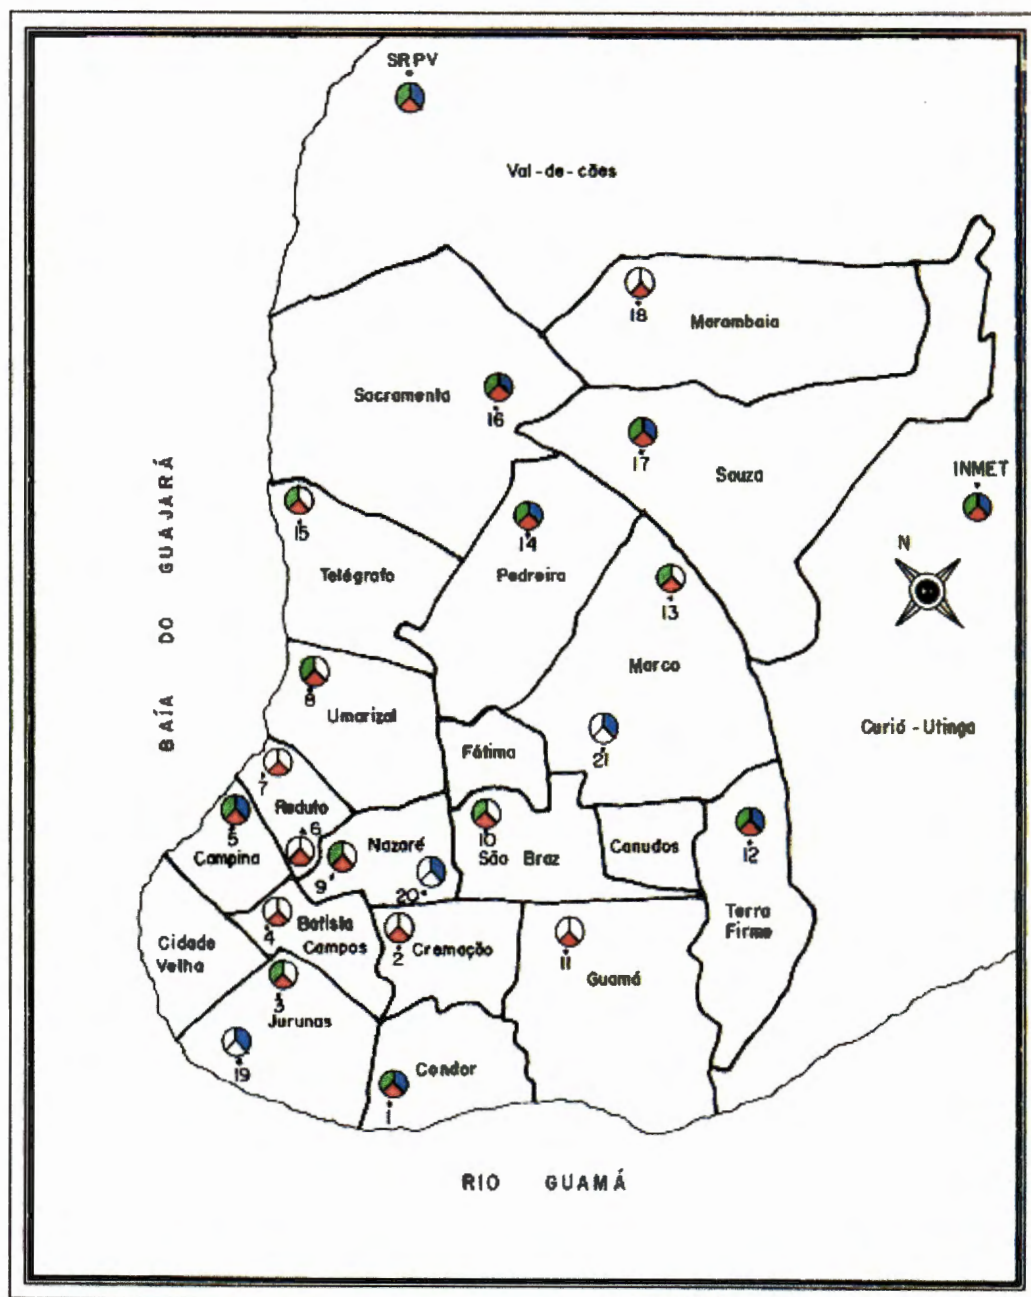 SRPV
Val-de-cães
18
Marambaia
Sacramenta
16
17
Souza
INMET
N
15
14
Telégrafo
Pedreira
13
BAÍA DO GUAJARÁ
Marco
8
Umarizal
Curió-Utinga
21
Fátima
7
Reduto
6
5
Campina
9
Nazaré
20
10
São Braz
Canudos
12
Terra
Firme
4
Batista
Campos
2
Cremação
11
Guamá
Cidade
Velha
3
Jurunas
19
Condor
1
RIO GUAMÁ